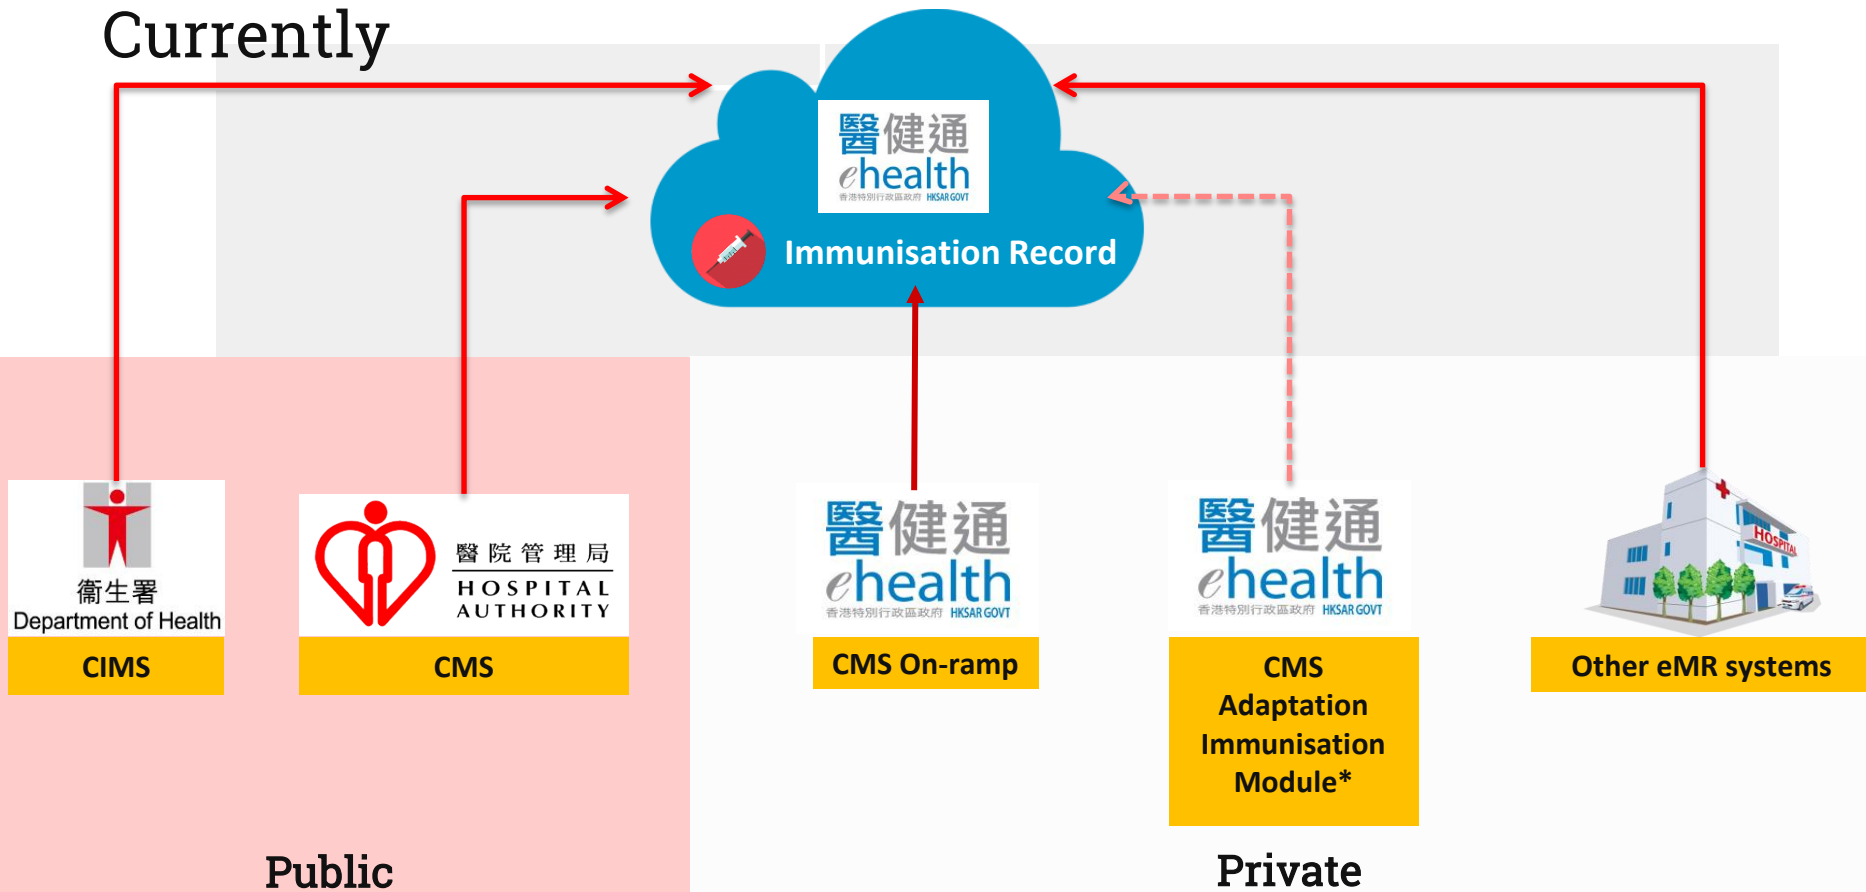 Currently
醫健通
ehealth
香港特別行政區政府 HKSAR GOVT
Immunisation Record
衞生署
Department of Health
CIMS
醫院管理局
HOSPITAL
AUTHORITY
CMS
醫健通
ehealth
香港特別行政區政府 HKSAR GOVT
CMS On-ramp
醫健通
ehealth
香港特別行政區政府 HKSAR GOVT
CMS
Adaptation
Immunisation
Module*
HOSPITAL
Other eMR systems
Public
Private